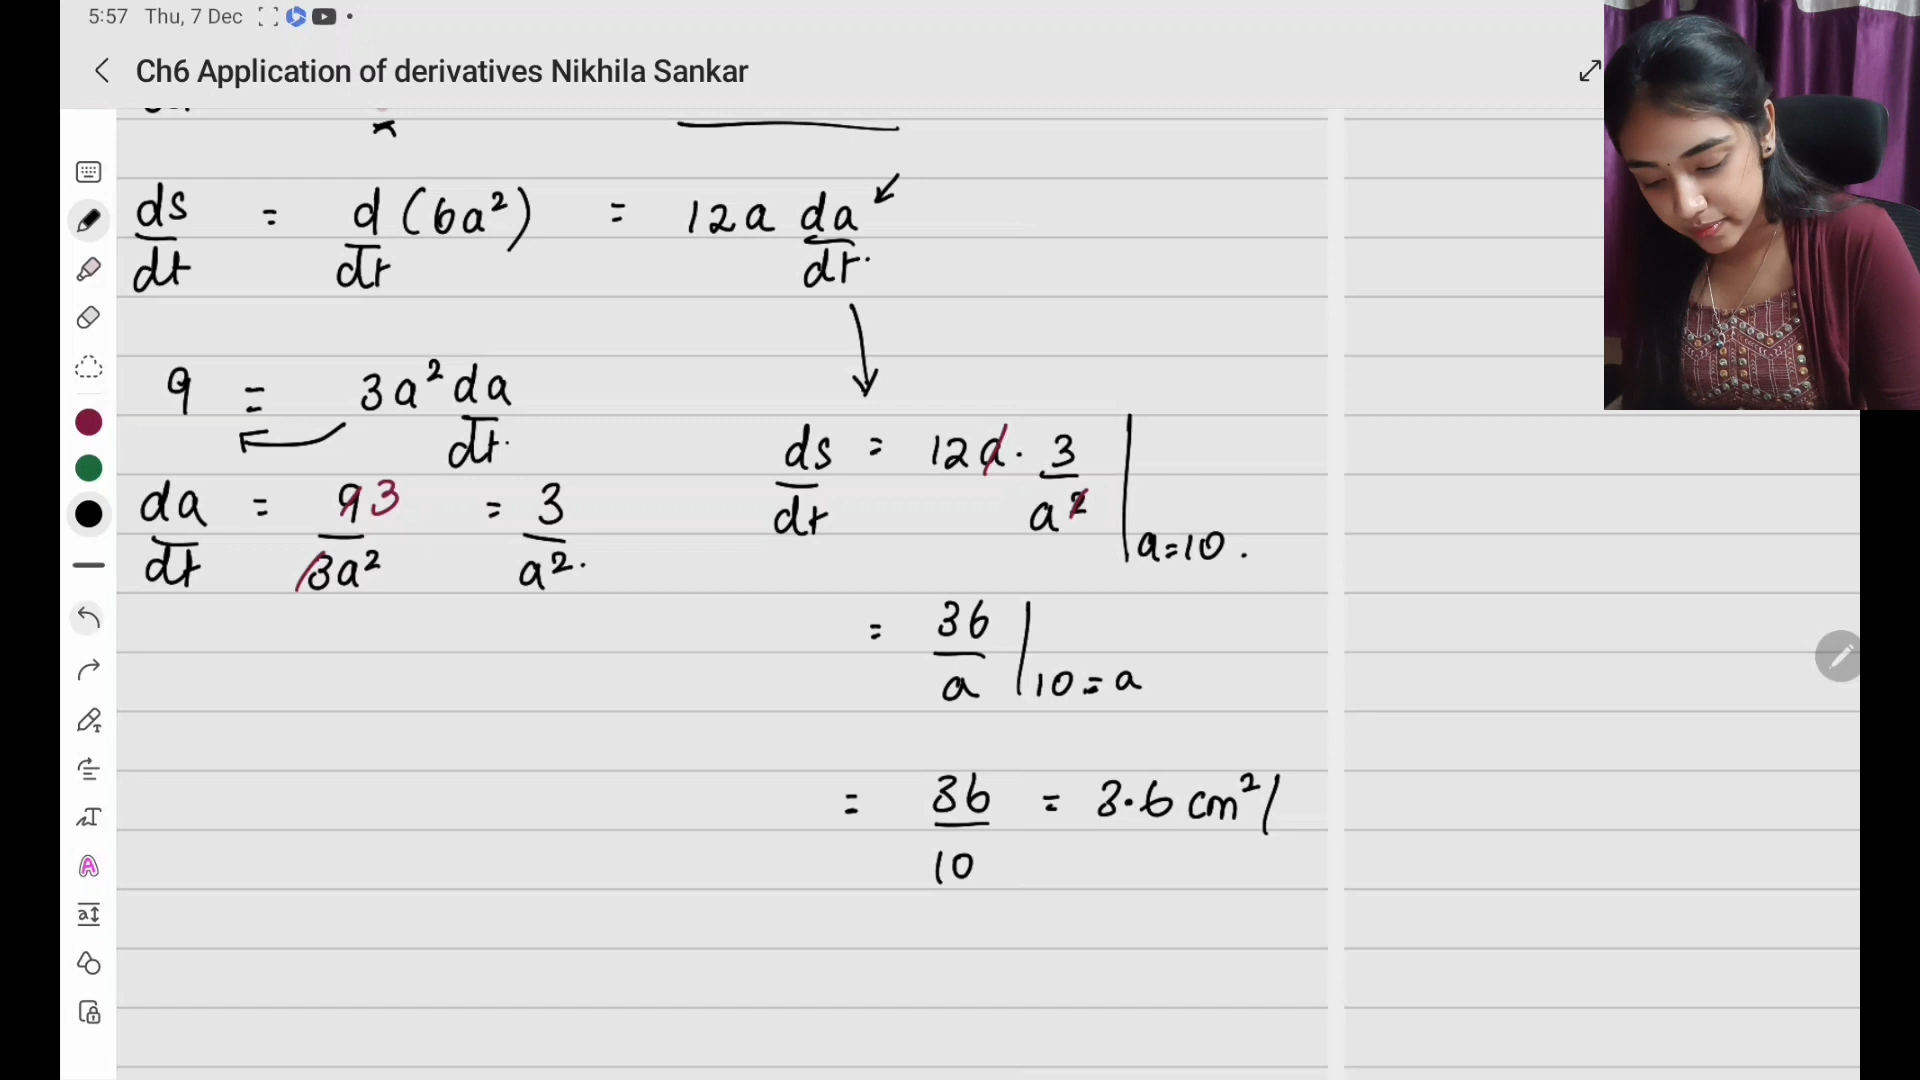 5:57 Thu, 7 Dec
Ch6 Application of derivatives Nikhila Sankar
ds/dt = d/dt (6a²) = 12a da/dt.
9 = 3a² da/dt.
da/dt = 9 3/3a² = 3/a².
ds/dt = 12a . 3/a² | a=10.
= 36/a | 10=a
= 36/10 = 3.6 cm²/